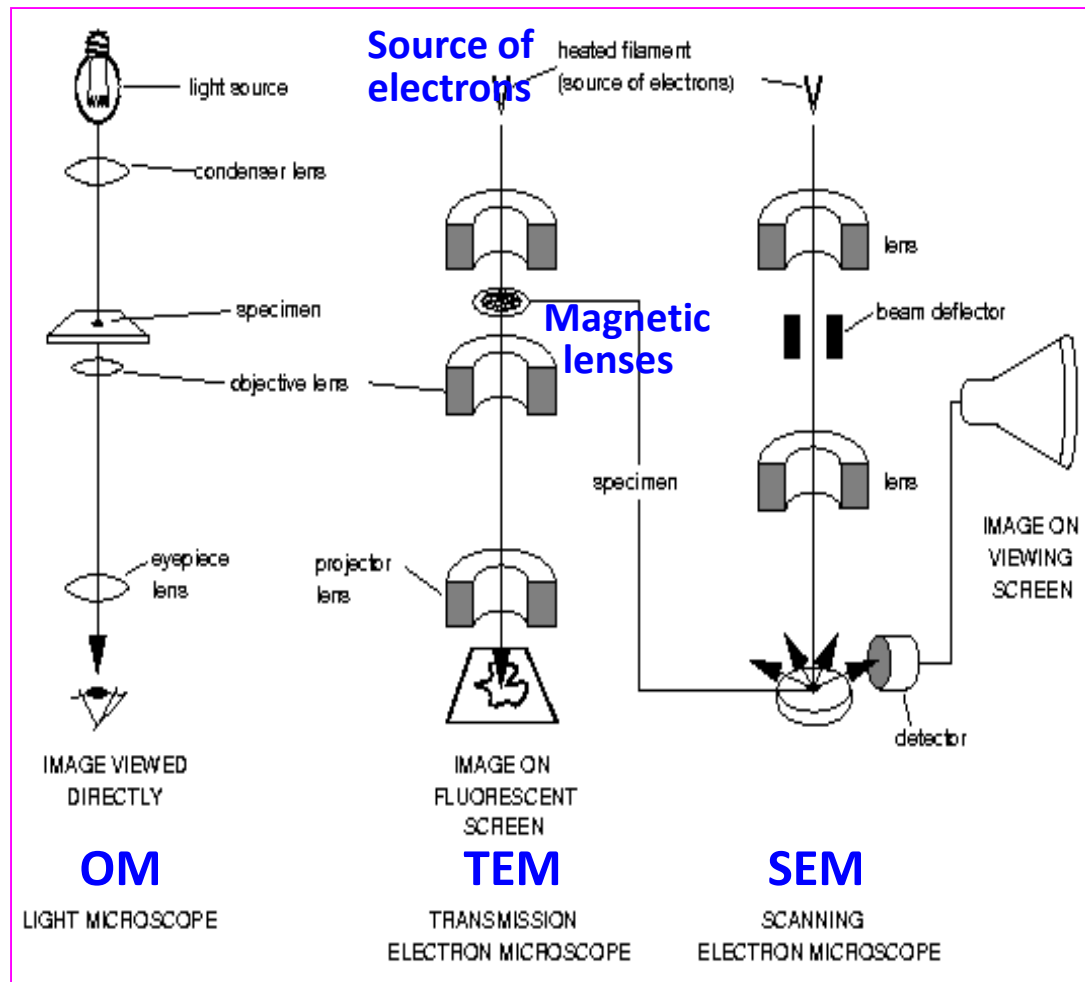 Source of
electrons
heated filament
(source of electrons)
light source
condenser lens
lens
specimen
Magnetic
lenses
beam deflector
objective lens
specimen
lens
IMAGE ON
VIEWING
SCREEN
eyepiece
lens
projector
lens
detector
IMAGE VIEWED
DIRECTLY
IMAGE ON
FLUORESCENT
SCREEN
OM
TEM
SEM
LIGHT MICROSCOPE
TRANSMISSION
ELECTRON MICROSCOPE
SCANNING
ELECTRON MICROSCOPE